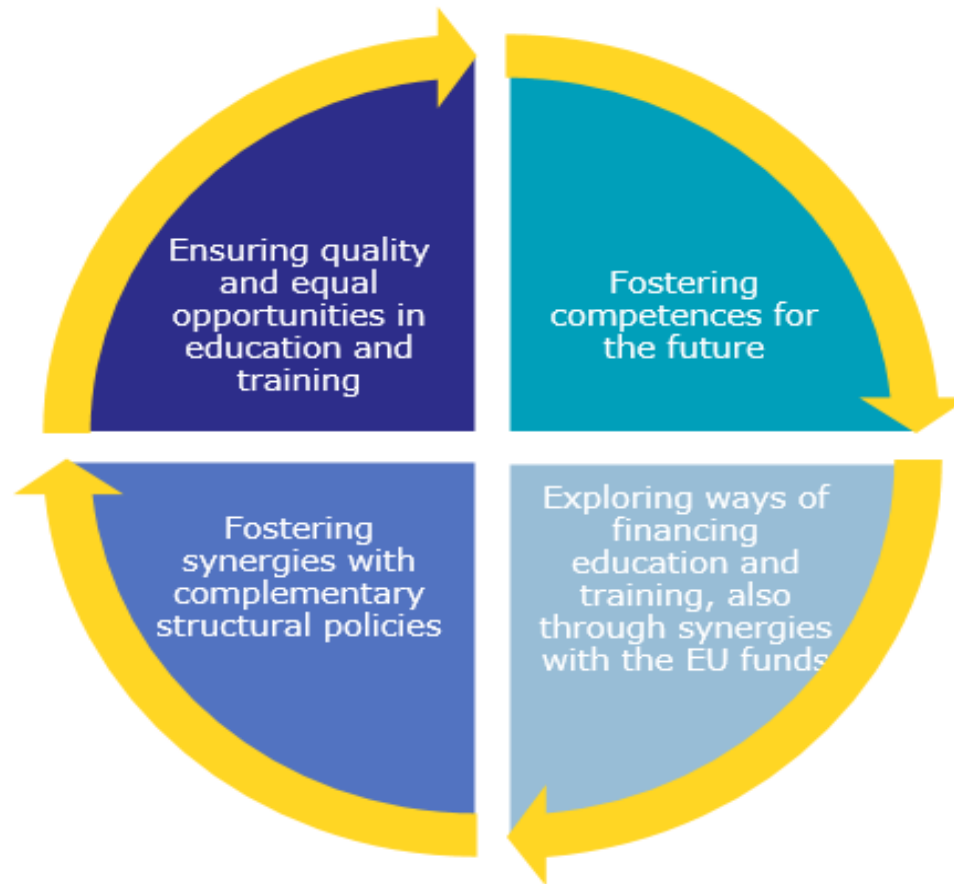 Ensuring quality
and equal
opportunities in
education and
training
Fostering
competences for
the future
Fostering
synergies with
complementary
structural policies
Exploring ways of
financing
education and
training, also
through synergies
with the EU funds